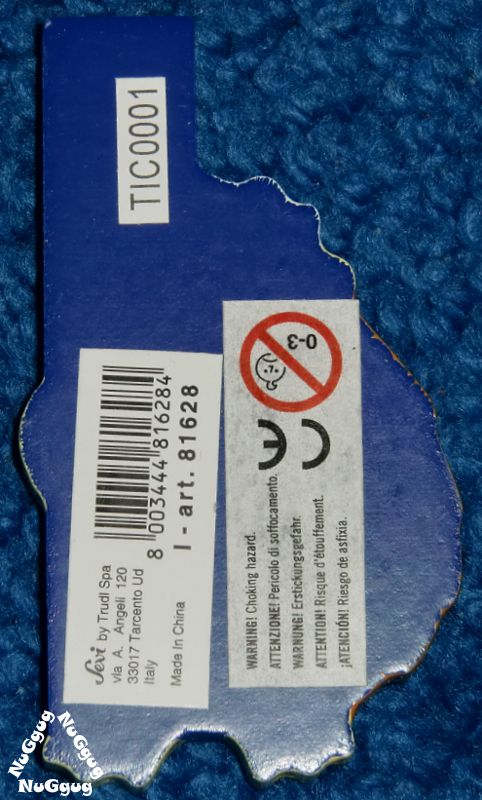 TIC0001
8 003444 816284
I - art. 81628
Sevi by Trudi Spa
via A. Angeli 120
33017 Tarcento Ud
Italy
Made In China
0-3
CE
WARNING! Choking hazard.
ATTENZIONE! Pericolo di soffocamento.
WARNUNG! Erstickungsgefahr.
ATTENTION! Risque d'étouffement.
¡ATENCIÓN! Riesgo de asfixia.
NuGgug
NuGgug
NuGgug